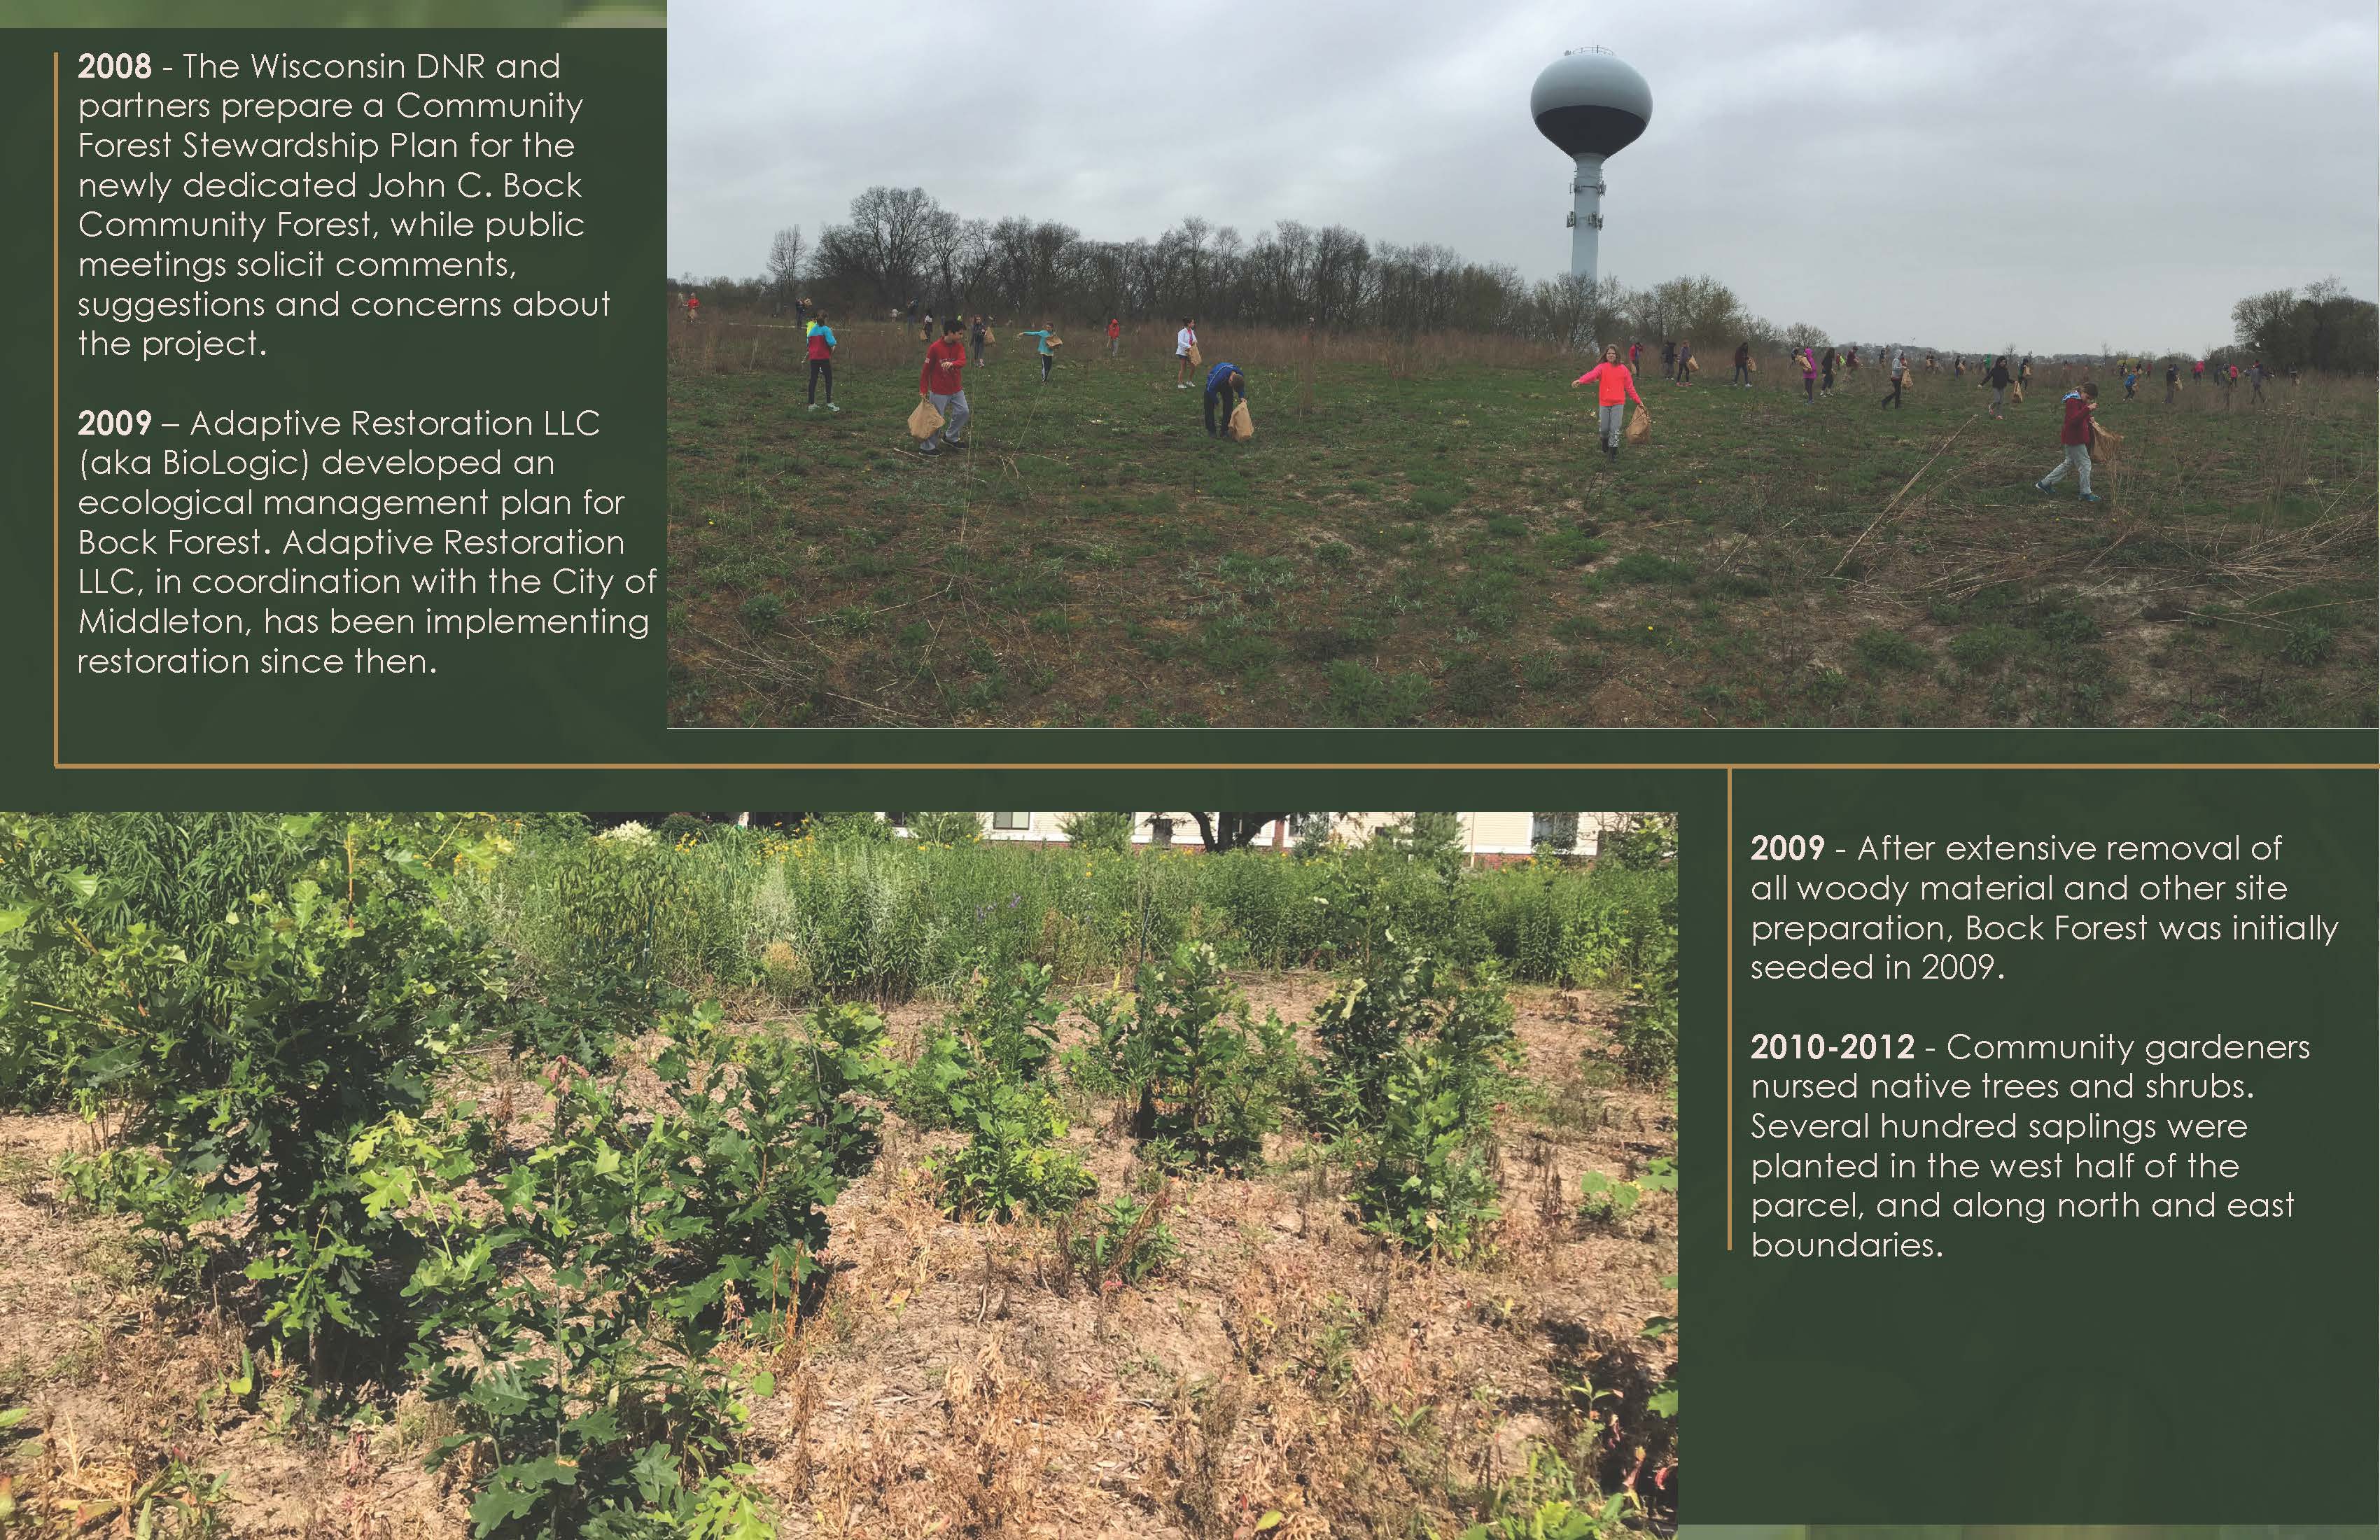 2008 - The Wisconsin DNR and
partners prepare a Community
Forest Stewardship Plan for the
newly dedicated John C. Bock
Community Forest, while public
meetings solicit comments,
suggestions and concerns about
the project.
2009 – Adaptive Restoration LLC
(aka BioLogic) developed an
ecological management plan for
Bock Forest. Adaptive Restoration
LLC, in coordination with the City of
Middleton, has been implementing
restoration since then.
2009 - After extensive removal of
all woody material and other site
preparation, Bock Forest was initially
seeded in 2009.
2010-2012 - Community gardeners
nursed native trees and shrubs.
Several hundred saplings were
planted in the west half of the
parcel, and along north and east
boundaries.